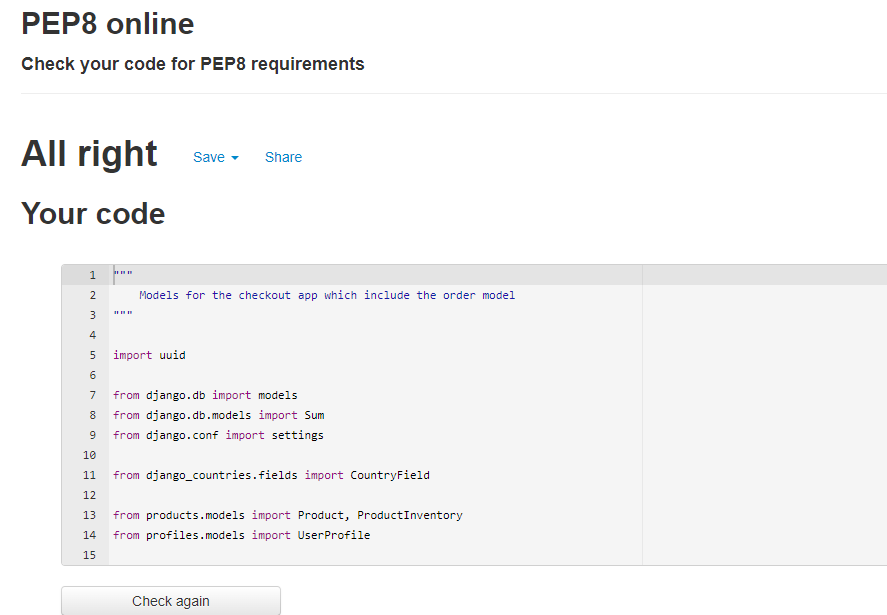 PEP8 online
Check your code for PEP8 requirements
All right Save Share
Your code
1 """
2 Models for the checkout app which include the order model
3 """
4
5 import uuid
6
7 from django.db import models
8 from django.db.models import Sum
9 from django.conf import settings
10
11 from django_countries.fields import CountryField
12
13 from products.models import Product, ProductInventory
14 from profiles.models import UserProfile
15
Check again